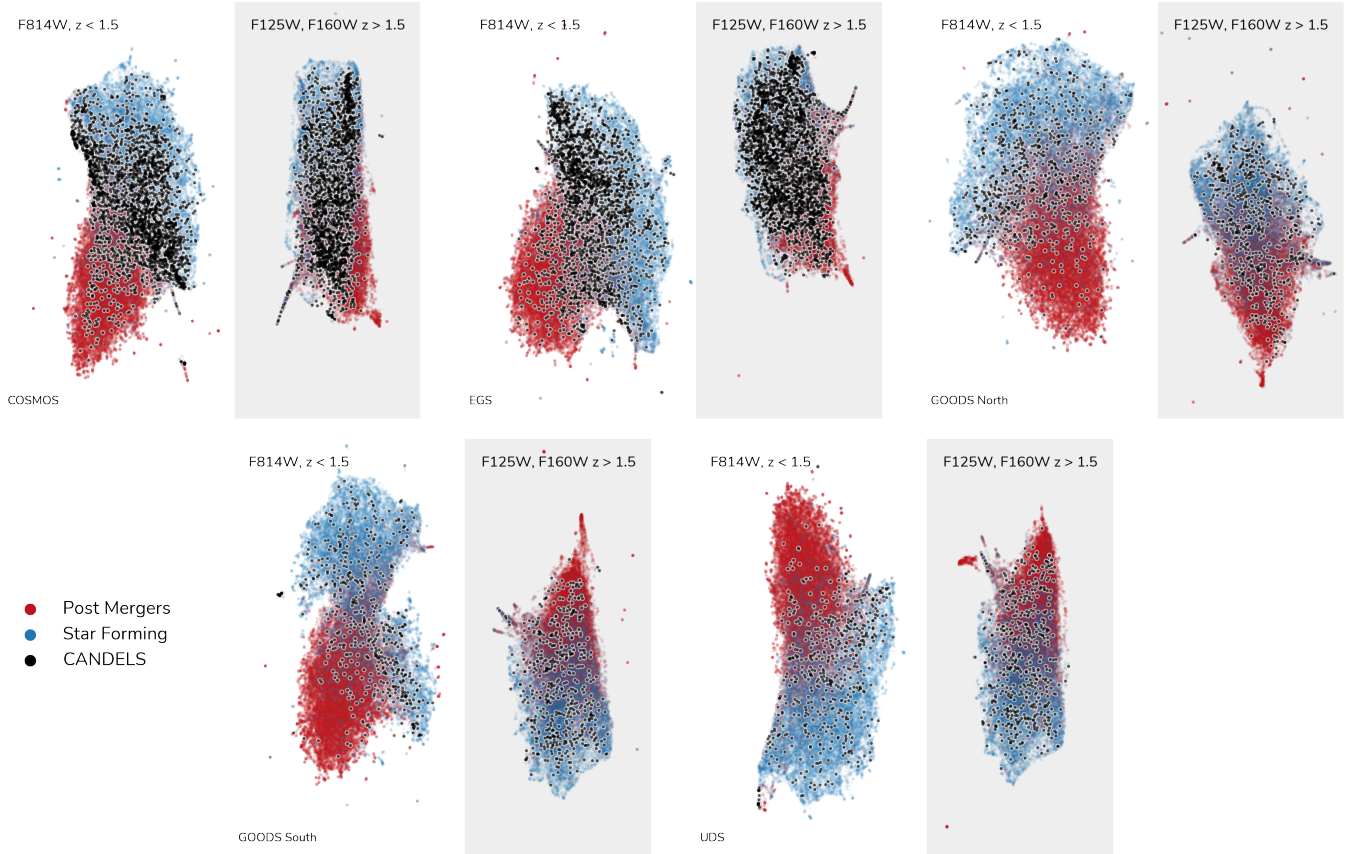 F814W, z < 1.5
F125W, F160W z > 1.5
F814W, z < 1.5
F125W, F160W z > 1.5
F814W, z < 1.5
F125W, F160W z > 1.5
COSMOS
EGS
GOODS North
F814W, z < 1.5
F125W, F160W z > 1.5
F814W, z < 1.5
F125W, F160W z > 1.5
Post Mergers
Star Forming
CANDELS
GOODS South
UDS